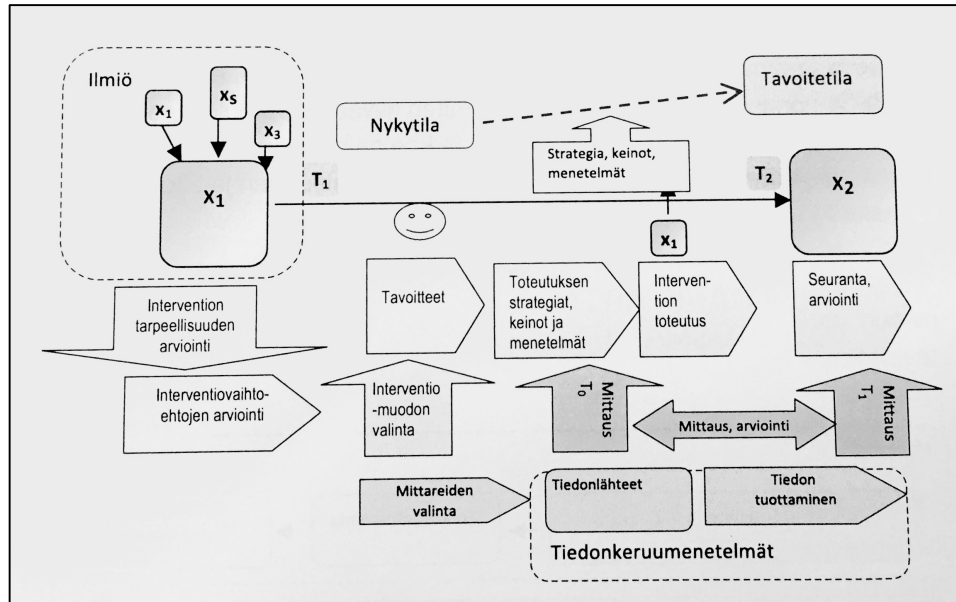 Ilmiö
x1
xS
x3
x1
T1
Nykytila
Tavoitetila
Strategia, keinot,
menetelmät
T2
x2
x1
Intervention
tarpeellisuuden
arviointi
Tavoitteet
Toteutuksen
strategiat,
keinot ja
menetelmät
Interven-
tion
toteutus
Seuranta,
arviointi
Interventiovaihto-
ehtojen arviointi
Interventio
-muodon
valinta
Mittaus
T0
Mittaus, arviointi
Mittaus
T1
Mittareiden
valinta
Tiedonlähteet
Tiedon
tuottaminen
Tiedonkeruumenetelmät